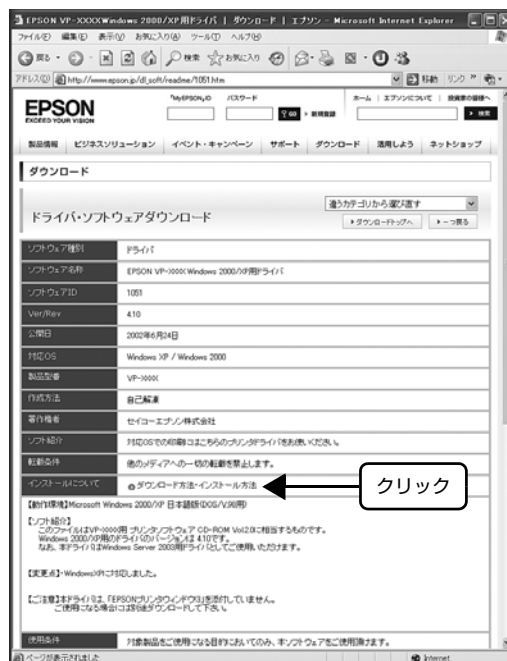 EPSON VP-XXXXWindows 2000/XP用ドライバ | ダウンロード | エプソン - Microsoft Internet Explorer
ファイル(F) 編集(E) 表示(V) お気に入り(A) ツール(T) ヘルプ(H)
戻る 検索 お気に入り
アドレス(D) http://www.epson.jp/dl_soft/readme/1051.htm 移動 リンク
EPSON
EXCEED YOUR VISION
「MyEPSON」ID パスワード
GO 新規登録
ホーム | エプソンについて | 投資家の皆様へ
検索
製品情報 ビジネスソリューション イベント・キャンペーン サポート ダウンロード 活用しよう ネットショップ
ダウンロード
違うカテゴリから選び直す
ドライバ・ソフトウェアダウンロード
ダウンロードトップへ 一つ戻る
ソフトウェア種別 ドライバ
ソフトウェア名称 EPSON VP-XXXX Windows 2000/XP用ドライバ
ソフトウェアID 1051
Ver/Rev 4.10
公開日 2002年6月24日
対応OS Windows XP / Windows 2000
製品型番 VP-XXXX
作成方法 自己解凍
著作権者 セイコーエプソン株式会社
ソフト紹介 対応OSでの印刷にはこちらのプリンタドライバをお使いください。
転載条件 他のメディアへの一切の転載を禁止します。
インストールについて ダウンロード方法・インストール方法
クリック
【動作環境】Microsoft Windows 2000/XP 日本語版(DOS/V,98用)
【ソフト紹介】
このファイルはVP-XXXX用 プリンタソフトウェア CD-ROM Vol2.0に相当するものです。
Windows 2000/XP用のドライバのバージョンは 4.10です。
なお、本ドライバはWindows Server 2003用ドライバとしてご使用いただけます。
【変更点】・WindowsXPに対応しました。
【ご注意】本ドライバは、「EPSONプリンタウィンドウ!3」を添付していません。
ご使用になる場合には別途ダウンロードして下さい。
使用条件 対象製品をご使用になる目的においてのみ、本ソフトウェアをご使用頂けます。
ページが表示されました Internet